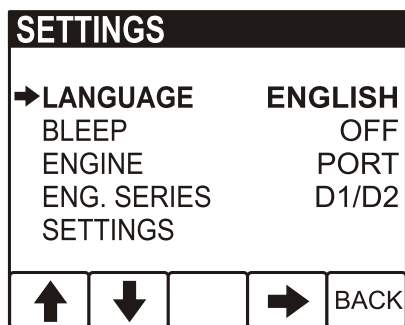 SETTINGS
LANGUAGE ENGLISH
BLEEP OFF
ENGINE PORT
ENG. SERIES D1/D2
SETTINGS
BACK